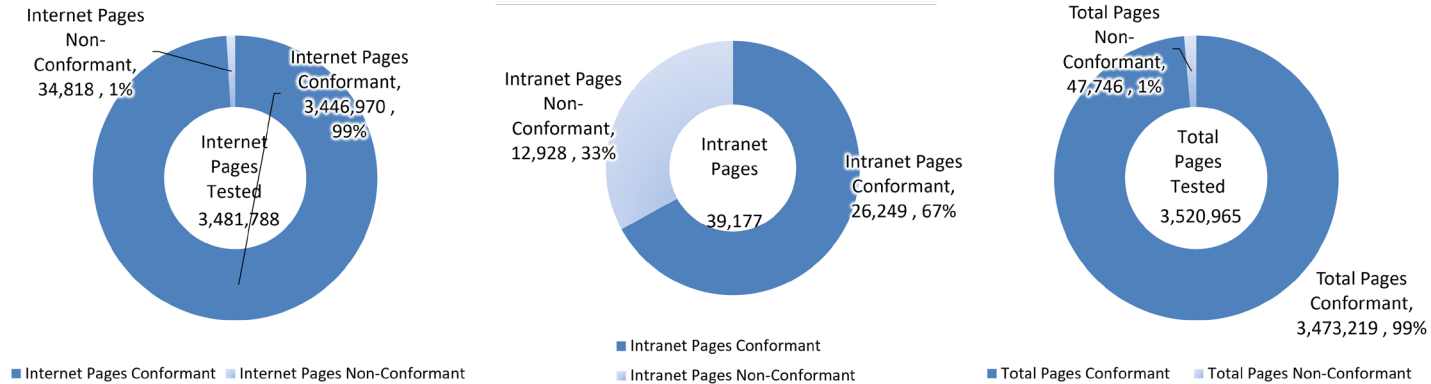 Internet Pages
Non-
Conformant,
34,818 , 1%
Internet Pages
Conformant,
3,446,970 ,
99%
Internet
Pages
Tested
3,481,788
Internet Pages Conformant
Internet Pages Non-Conformant
Intranet Pages
Non-
Conformant,
12,928 , 33%
Intranet
Pages
39,177
Intranet Pages
Conformant,
26,249 , 67%
Intranet Pages Conformant
Intranet Pages Non-Conformant
Total Pages
Non-
Conformant,
47,746 , 1%
Total
Pages
Tested
3,520,965
Total Pages
Conformant,
3,473,219 , 99%
Total Pages Conformant
Total Pages Non-Conformant